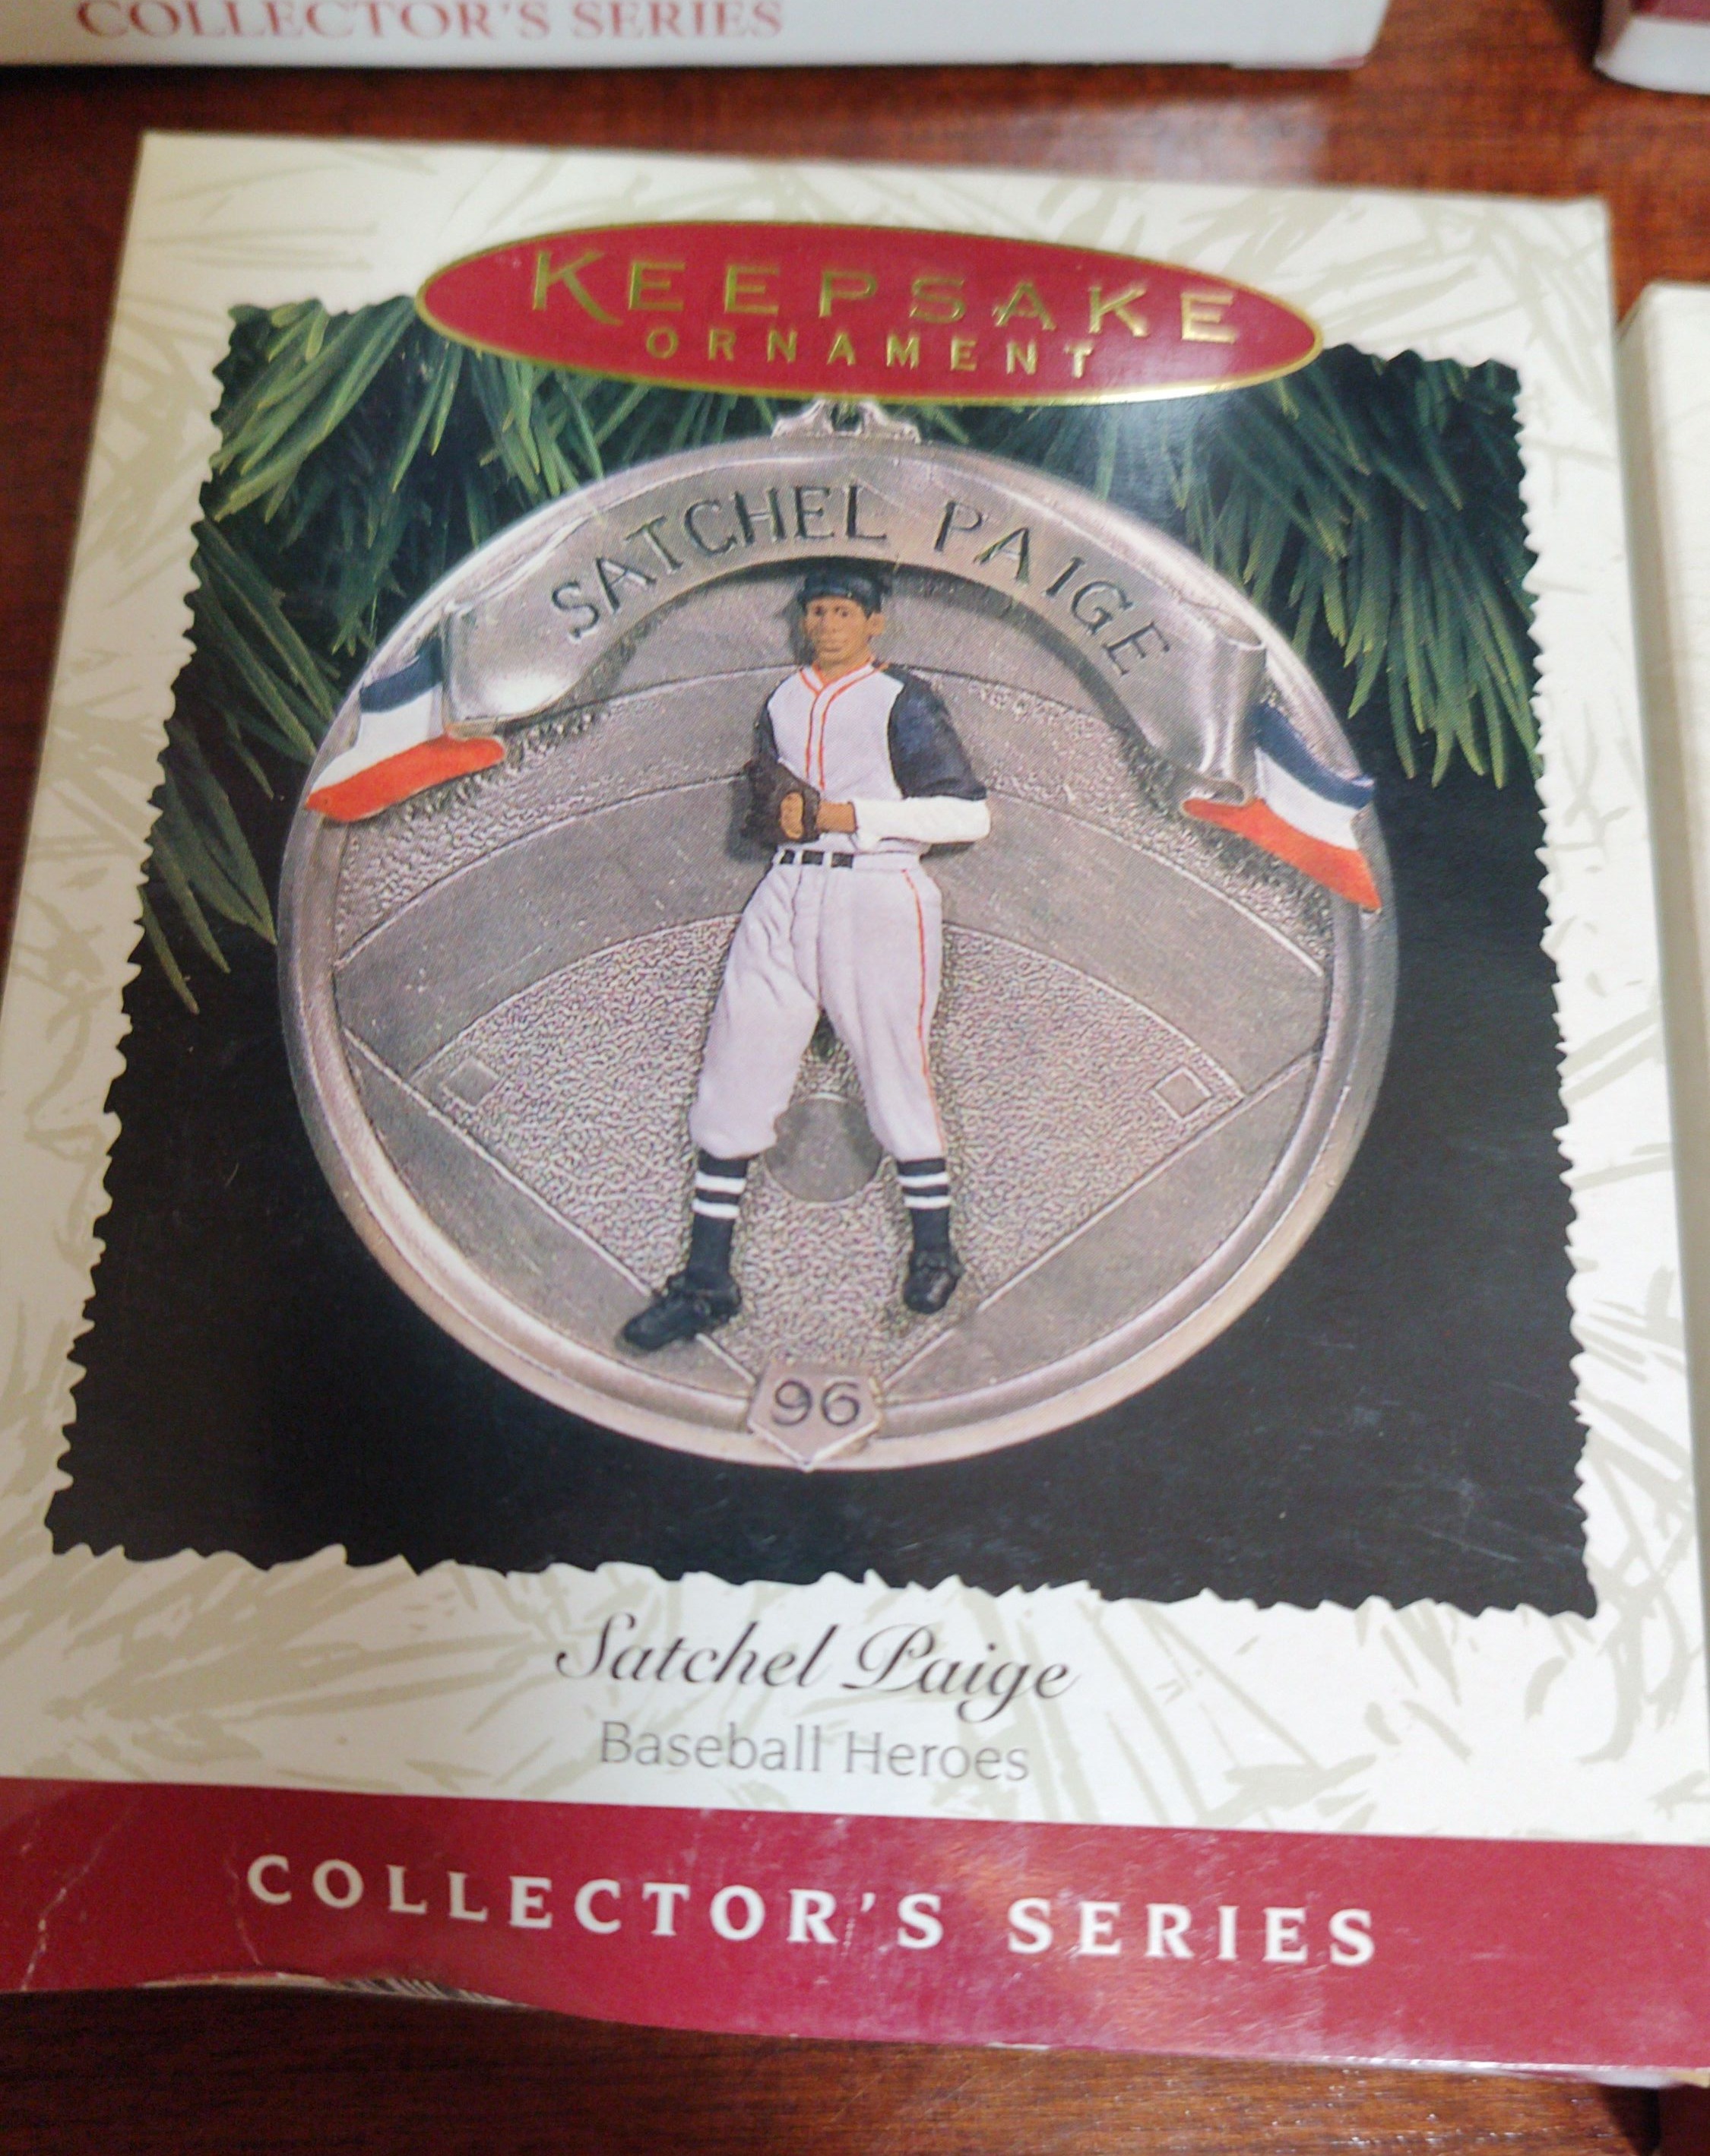 COLLECTOR'S SERIES
KEEPSAKE
ORNAMENT
SATCHEL PAIGE
96
Satchel Paige
Baseball Heroes
COLLECTOR'S SERIES